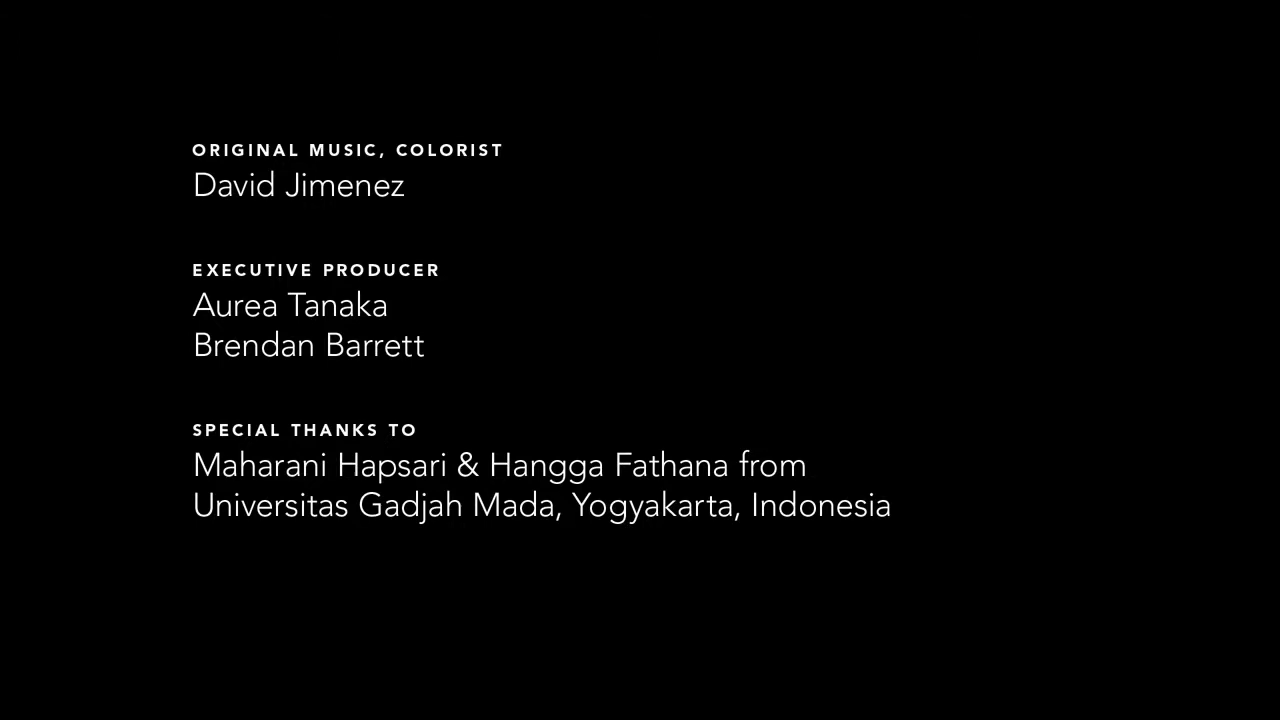 ORIGINAL MUSIC, COLORIST
David Jimenez
EXECUTIVE PRODUCER
Aurea Tanaka
Brendan Barrett
SPECIAL THANKS TO
Maharani Hapsari & Hangga Fathana from
Universitas Gadjah Mada, Yogyakarta, Indonesia